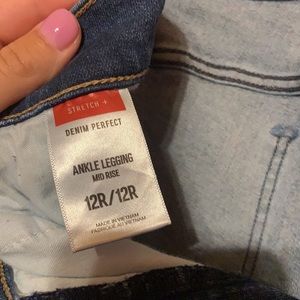 STRETCH +
DENIM PERFECT
ANKLE LEGGING
MID RISE
12R/12R
MADE IN VIETNAM
FABRIQUÉ AU VIETNAM